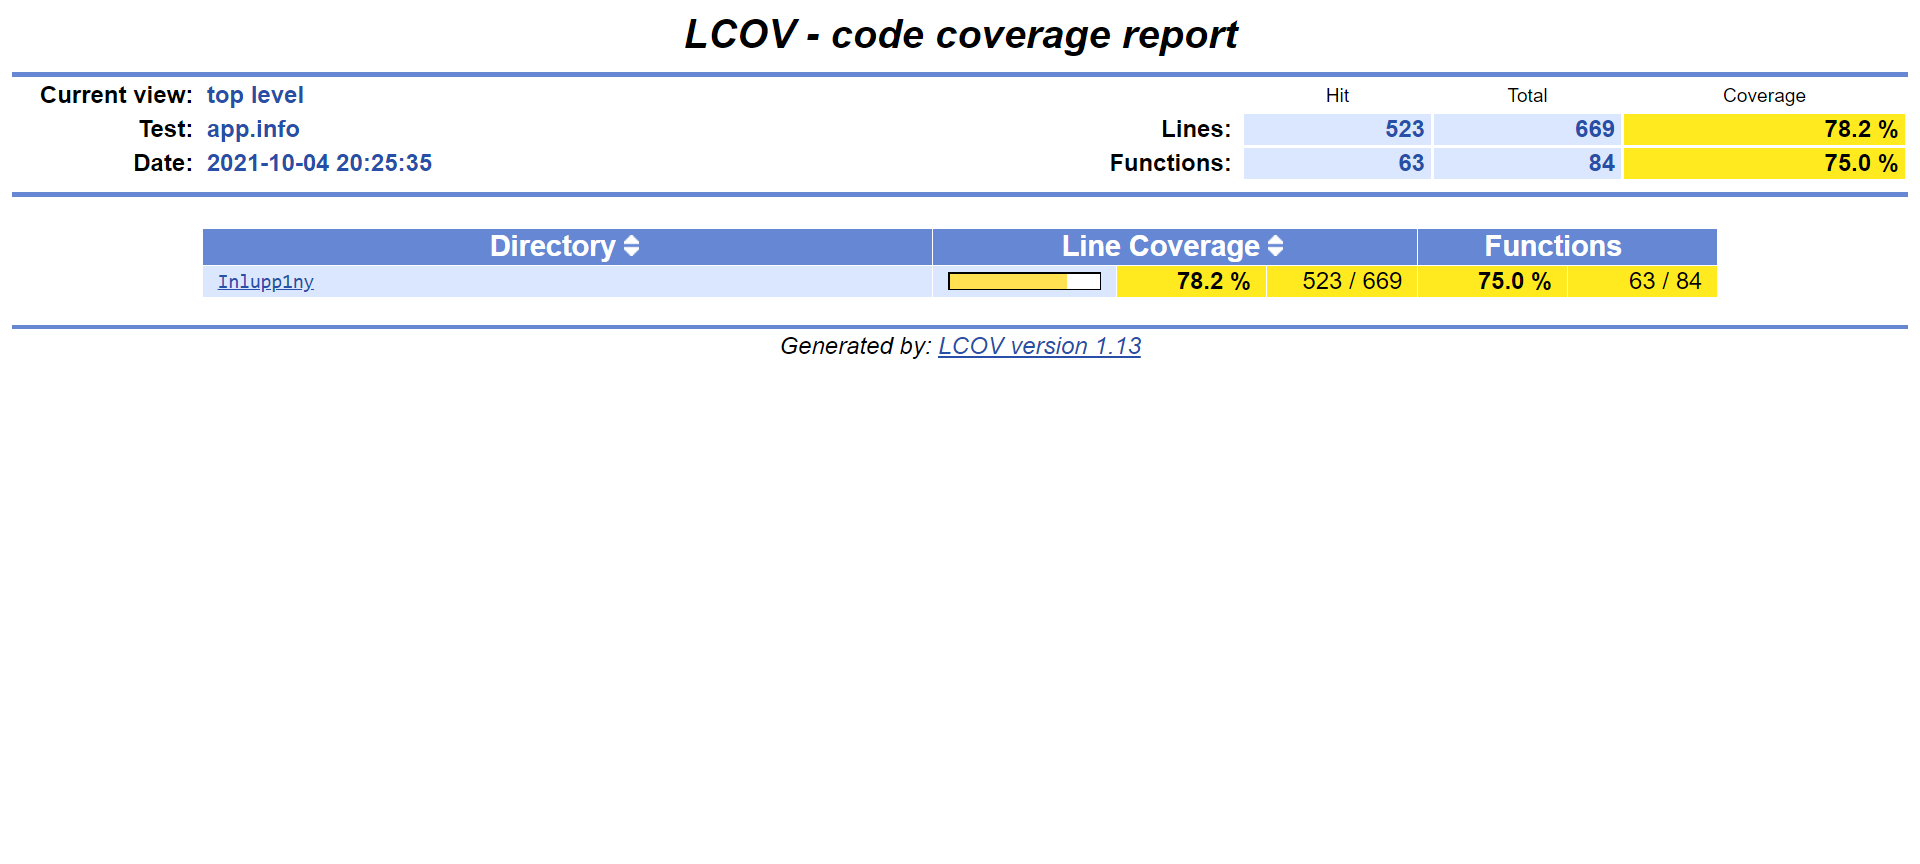 LCOV - code coverage report
Current view: top level Hit Total Coverage
Test: app.info Lines: 523 669 78.2 %
Date: 2021-10-04 20:25:35 Functions: 63 84 75.0 %
Directory Line Coverage Functions
Inlupp1ny 78.2 % 523 / 669 75.0 % 63 / 84
Generated by: LCOV version 1.13